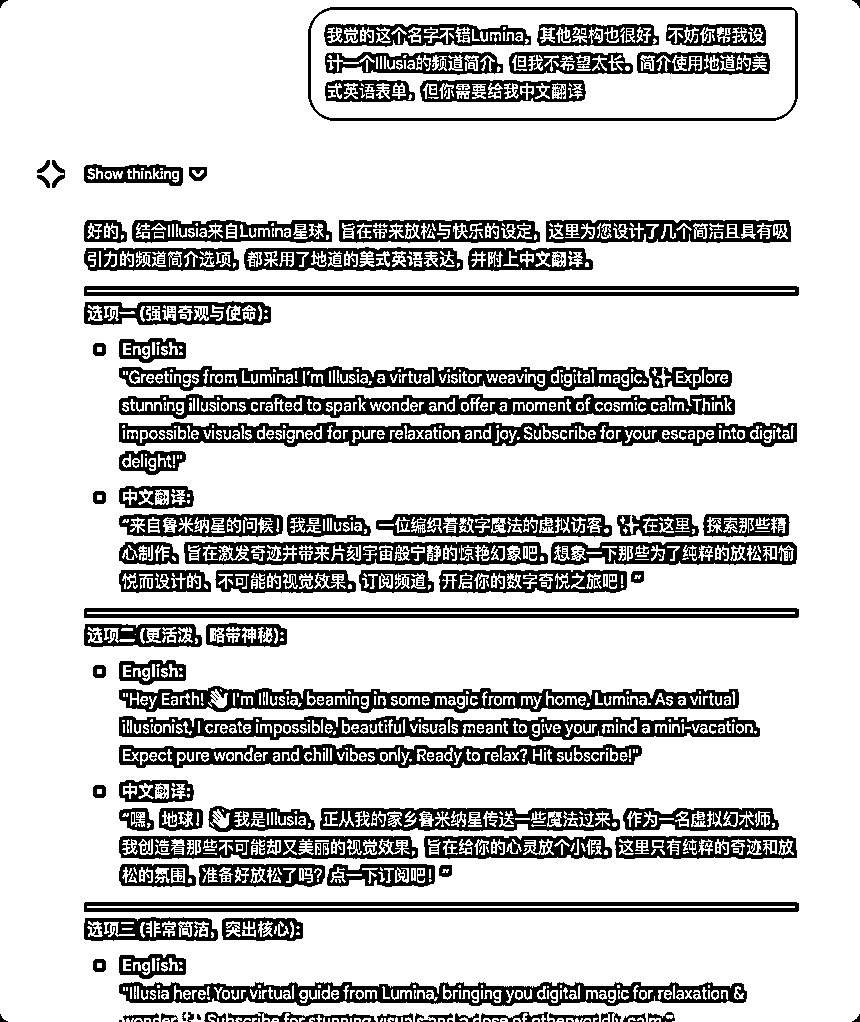 我觉的这个名字不错Lumina，其他架构也很好，不妨你帮我设
计一个Illusia的频道简介，但我不希望太长。简介使用地道的美
式英语表单，但你需要给我中文翻译
Show thinking
好的，结合Illusia来自Lumina星球，旨在带来放松与快乐的设定，这里为您设计了几个简洁且具有吸
引力的频道简介选项，都采用了地道的美式英语表达，并附上中文翻译。
选项一 (强调奇观与使命):
English:
"Greetings from Lumina! I'm Illusia, a virtual visitor weaving digital magic. ✨ Explore
stunning illusions crafted to spark wonder and offer a moment of cosmic calm. Think
impossible visuals designed for pure relaxation and joy. Subscribe for your escape into digital
delight!"
中文翻译:
“来自鲁米纳星的问候！我是Illusia，一位编织着数字魔法的虚拟访客。✨ 在这里，探索那些精
心制作、旨在激发奇迹并带来片刻宇宙般宁静的惊艳幻象吧。想象一下那些为了纯粹的放松和愉
悦而设计的、不可能的视觉效果。订阅频道，开启你的数字奇悦之旅吧！”
选项二 (更活泼，略带神秘):
English:
"Hey Earth! 👋 I'm Illusia, beaming in some magic from my home, Lumina. As a virtual
illusionist, I create impossible, beautiful visuals meant to give your mind a mini-vacation.
Expect pure wonder and chill vibes only. Ready to relax? Hit subscribe!"
中文翻译:
“嘿，地球！👋 我是Illusia，正从我的家乡鲁米纳星传送一些魔法过来。作为一名虚拟幻术师，
我创造着那些不可能却又美丽的视觉效果，旨在给你的心灵放个小假。这里只有纯粹的奇迹和放
松的氛围。准备好放松了吗？点一下订阅吧！”
选项三 (非常简洁，突出核心):
English:
"Illusia here! Your virtual guide from Lumina, bringing you digital magic for relaxation &
wonder. ✨ Subscribe for stunning visuals and a dose of otherworldly calm."